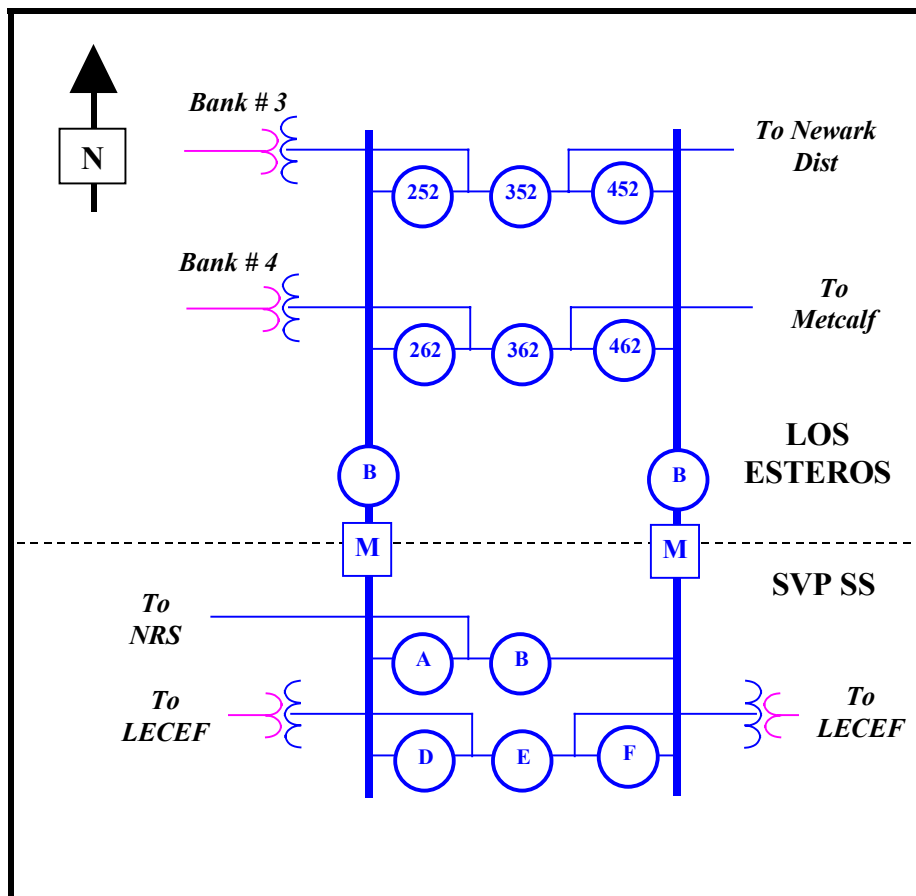 Bank # 3
To Newark
Dist
N
252
352
452
Bank # 4
To
Metcalf
262
362
462
LOS
ESTEROS
B
B
M
M
SVP SS
To
NRS
A
B
To
LECEF
To
LECEF
D
E
F